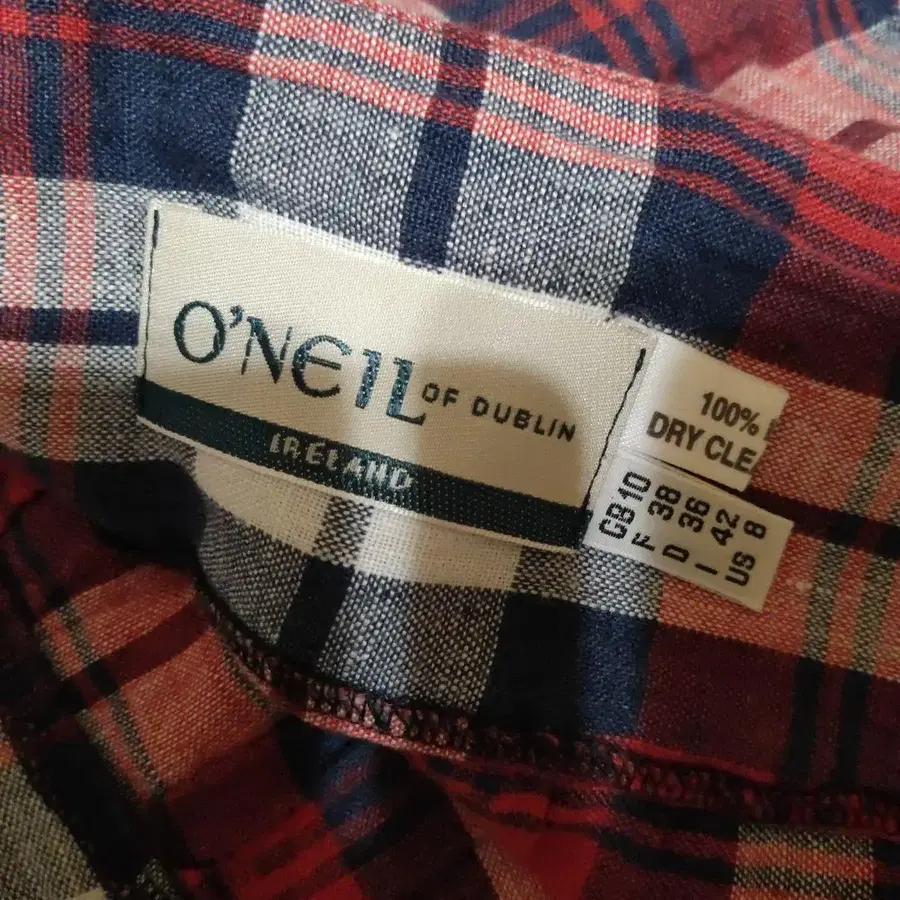 O'NEIL OF DUBLIN
IRELAND
100%
DRY CLE
GB 10
F 38
D 36
I 42
US 8